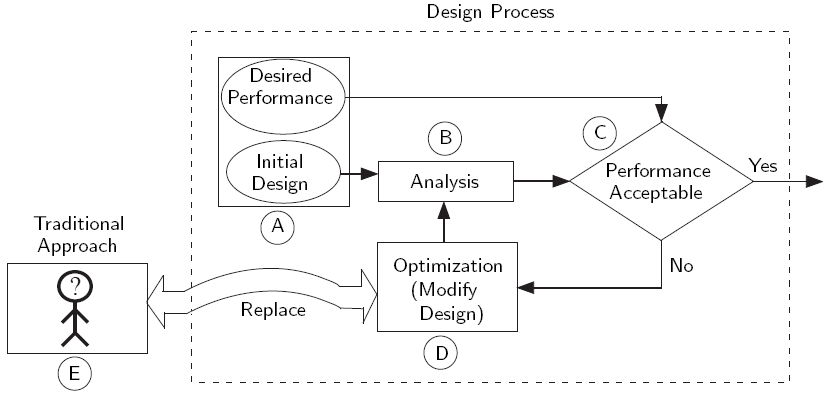 Design Process
Desired
Performance
Initial
Design
A
B
Analysis
C
Performance
Acceptable
Yes
No
Traditional
Approach
?
E
Replace
Optimization
(Modify
Design)
D